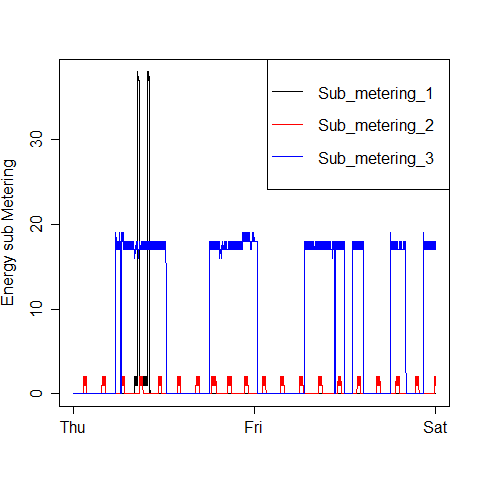 Sub_metering_1
Sub_metering_2
Sub_metering_3
Energy sub Metering
30
20
10
0
Thu Fri Sat